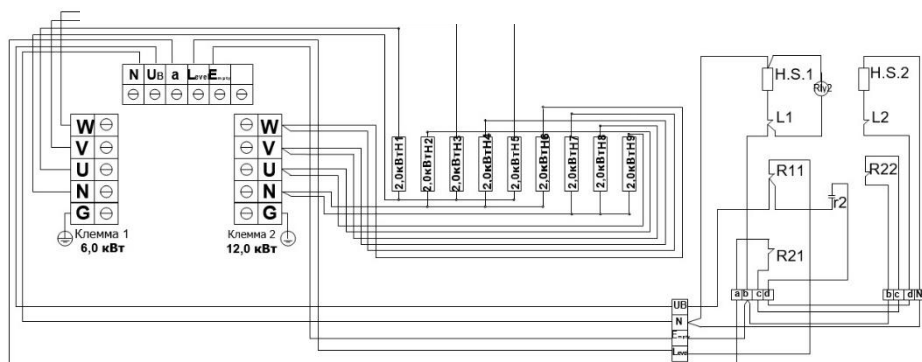 N UB a Level Empty
W
V
U
N
G
Клемма 1
6,0 кВт
W
V
U
N
G
Клемма 2
12,0 кВт
2,0кВтН1
2,0кВтН2
2,0кВтН3
2,0кВтН4
2,0кВтН5
2,0кВтН6
2,0кВтН7
2,0кВтН8
2,0кВтН9
H.S.1
Rly2
H.S.2
L1
L2
R11
r2
R22
R21
a b c d
b c d N
UB
N
Empty
Level